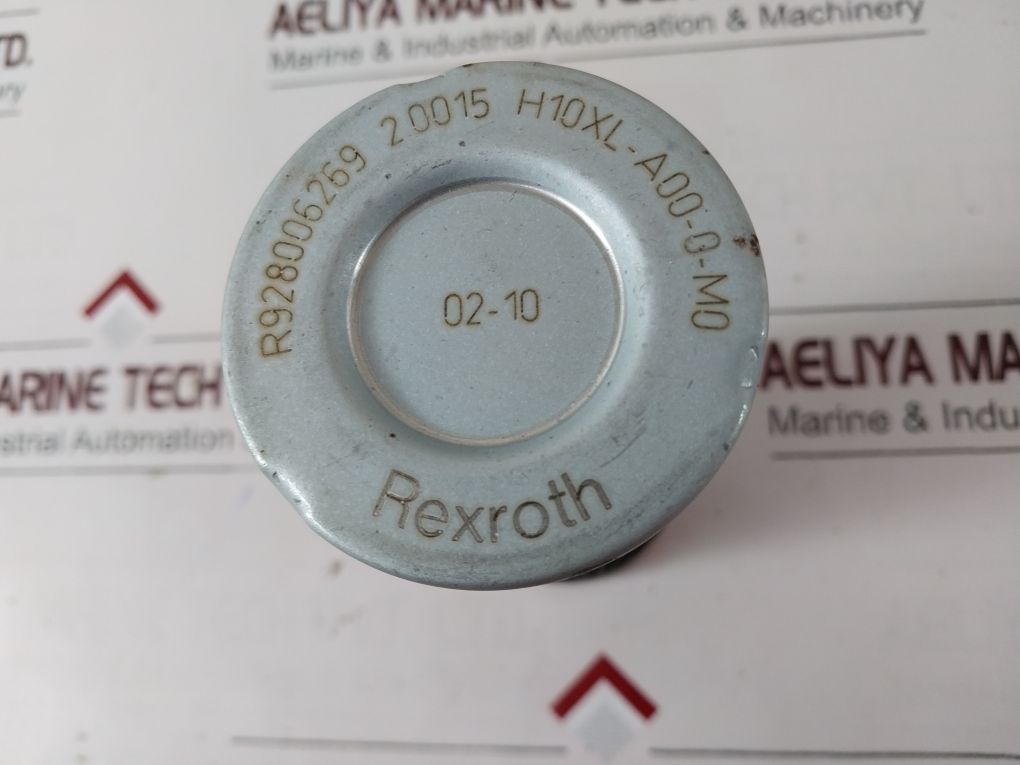 AELIYA MARINE TECH
Marine & Industrial Automation & Machinery
TD.
R928006269 2.0015 H10XL-A00-0-M0
02-10
Rexroth
ARINE TECH
strial Automation
AELIYA MA
Marine & Indu